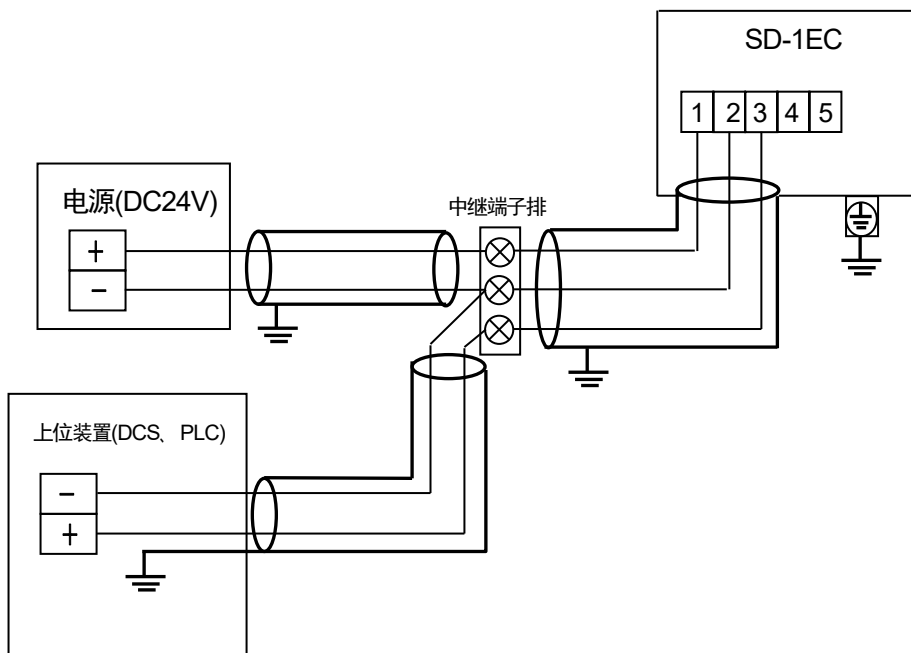 SD-1EC
1 2 3 4 5
电源(DC24V)
+
−
中继端子排
上位装置(DCS、PLC)
−
+